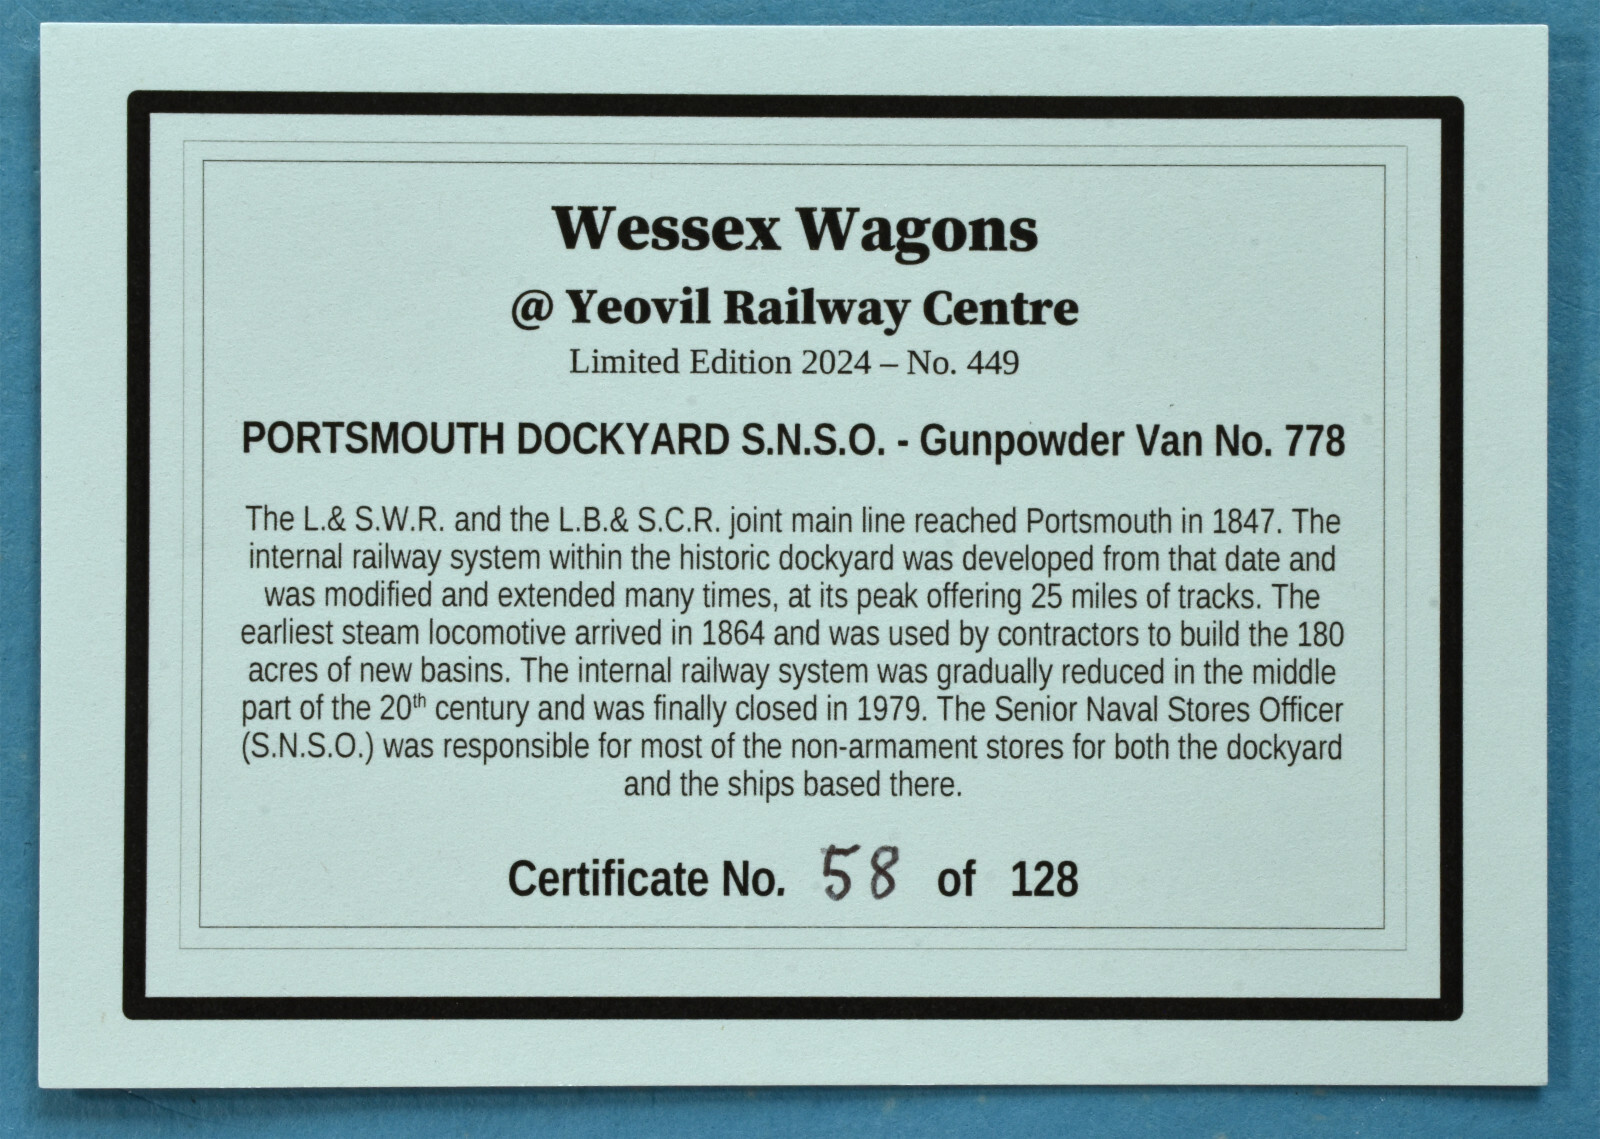 Wessex Wagons
@ Yeovil Railway Centre
Limited Edition 2024 – No. 449
PORTSMOUTH DOCKYARD S.N.S.O. - Gunpowder Van No. 778
The L.& S.W.R. and the L.B.& S.C.R. joint main line reached Portsmouth in 1847. The
internal railway system within the historic dockyard was developed from that date and
was modified and extended many times, at its peak offering 25 miles of tracks. The
earliest steam locomotive arrived in 1864 and was used by contractors to build the 180
acres of new basins. The internal railway system was gradually reduced in the middle
part of the 20th century and was finally closed in 1979. The Senior Naval Stores Officer
(S.N.S.O.) was responsible for most of the non-armament stores for both the dockyard
and the ships based there.
Certificate No. 58 of 128